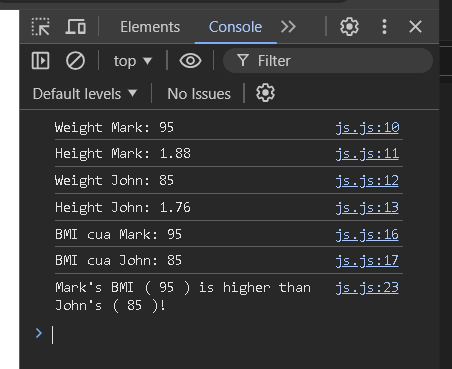 Elements Console
top Filter
Default levels No Issues
Weight Mark: 95 js.js:10
Height Mark: 1.88 js.js:11
Weight John: 85 js.js:12
Height John: 1.76 js.js:13
BMI cua Mark: 95 js.js:16
BMI cua John: 85 js.js:17
Mark's BMI ( 95 ) is higher than js.js:23
John's ( 85 )!